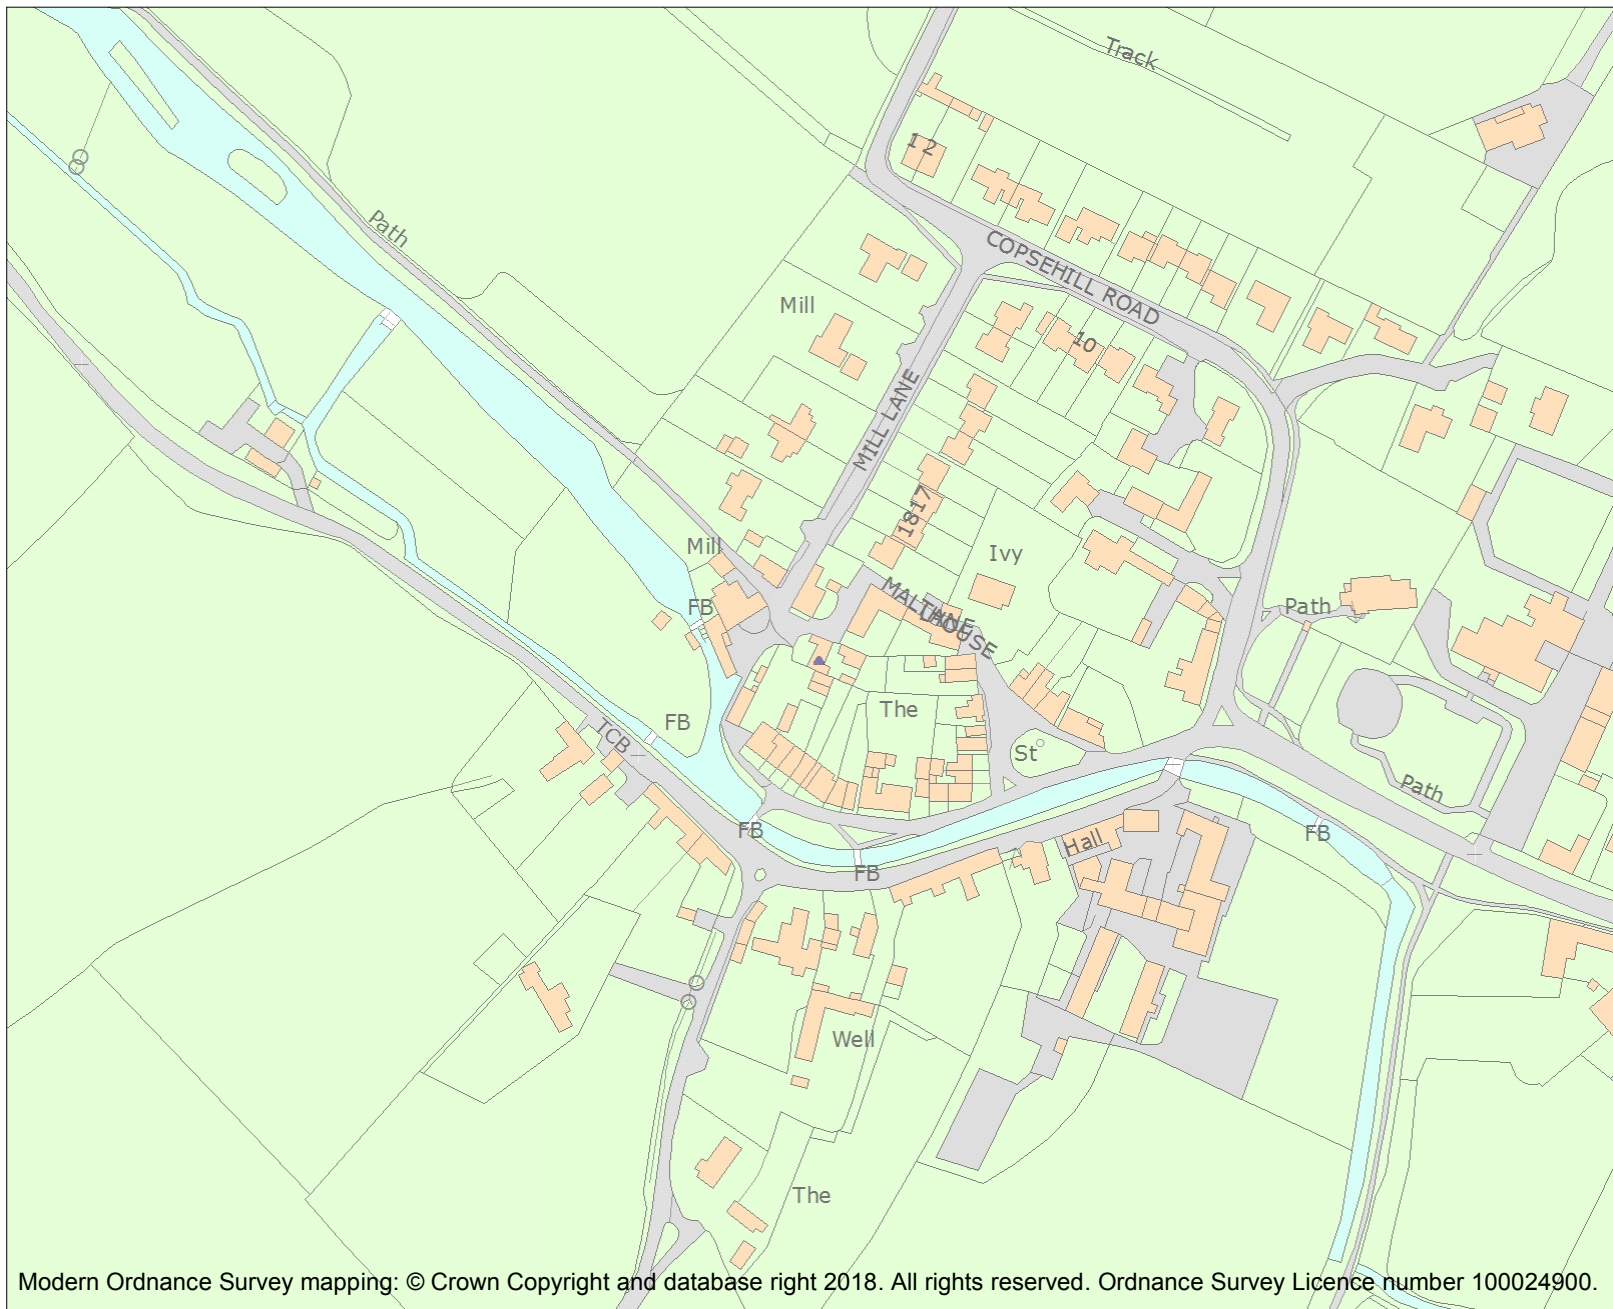 Track
1 2
Path
COPSEHILL ROAD
Mill
10
MILL LANE
1817
Mill
Ivy
MALTHOUSE
LANE
FB
Path
The
FB
TCB
St
Path
FB
Hall
FB
FB
Well
The
Modern Ordnance Survey mapping: © Crown Copyright and database right 2018. All rights reserved. Ordnance Survey Licence number 100024900.